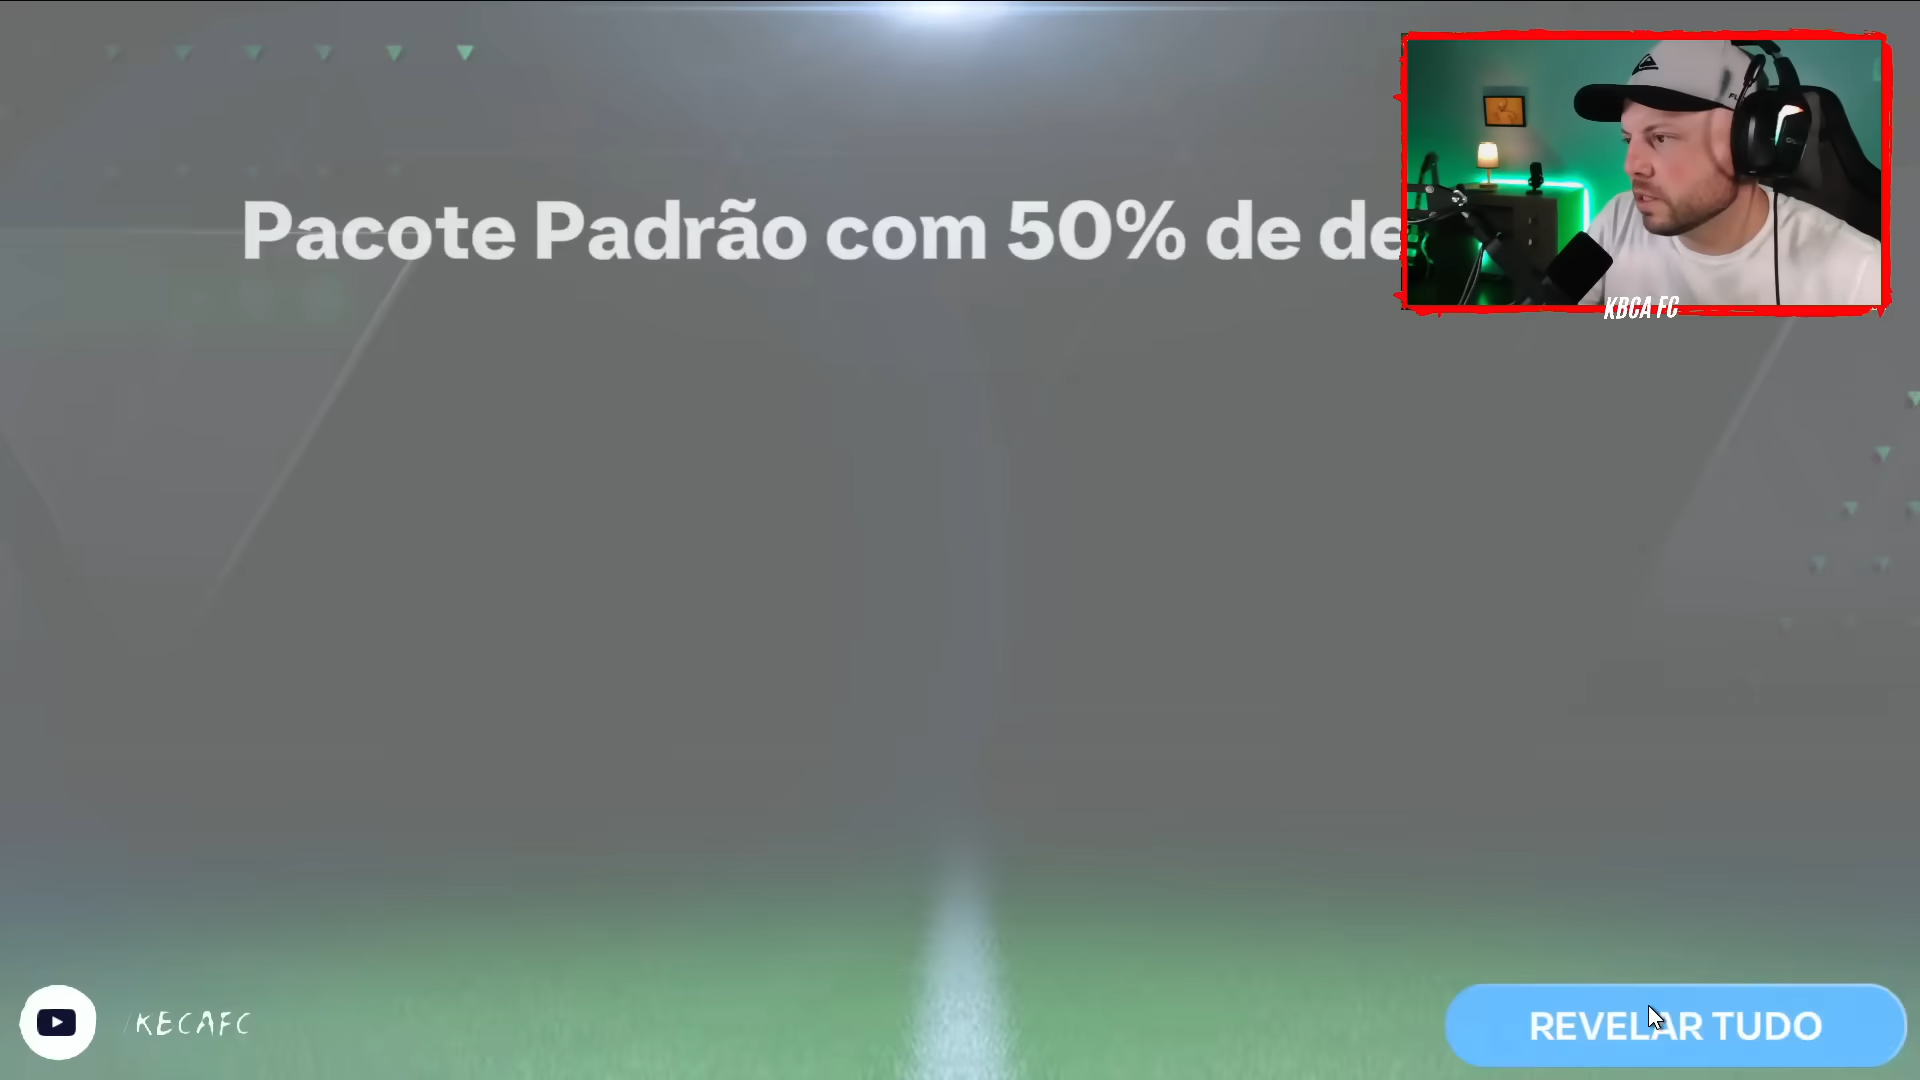 Pacote Padrão com 50% de de
KBCA FC
/KECAFC
REVELAR TUDO